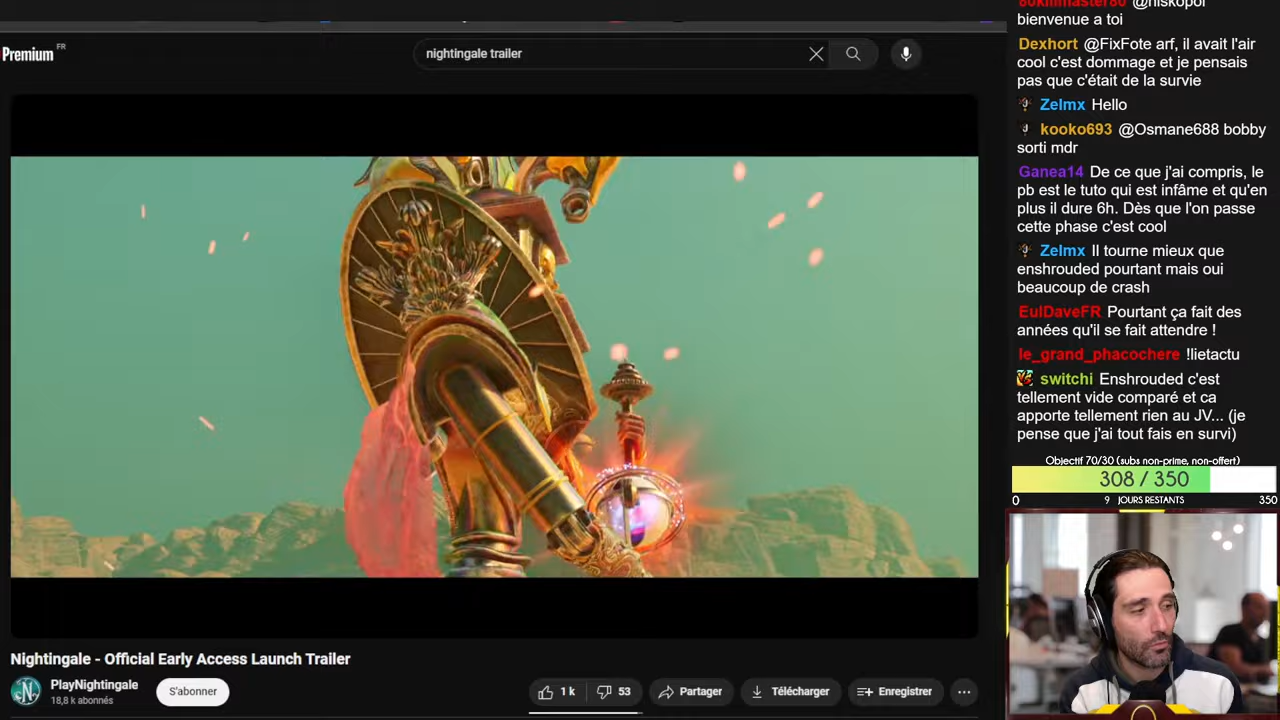 Premium FR
nightingale trailer
Nightingale - Official Early Access Launch Trailer
PlayNightingale
18,8 k abonnés
S'abonner
1 k
53
Partager
Télécharger
Enregistrer
bienvenue a toi
Dexhort @FixFote arf, il avait l'air
cool c'est dommage et je pensais
pas que c'était de la survie
Zelmx Hello
kooko693 @Osmane688 bobby
sorti mdr
Ganea14 De ce que j'ai compris, le
pb est le tuto qui est infâme et qu'en
plus il dure 6h. Dès que l'on passe
cette phase c'est cool
Zelmx Il tourne mieux que
enshrouded pourtant mais oui
beaucoup de crash
EulDaveFR Pourtant ça fait des
années qu'il se fait attendre !
le_grand_phacochere !lietactu
switchi Enshrouded c'est
tellement vide comparé et ca
apporte tellement rien au JV... (je
pense que j'ai tout fais en survi)
Objectif 70/30 (subs non-prime, non-offert)
308 / 350
0 9 JOURS RESTANTS 350